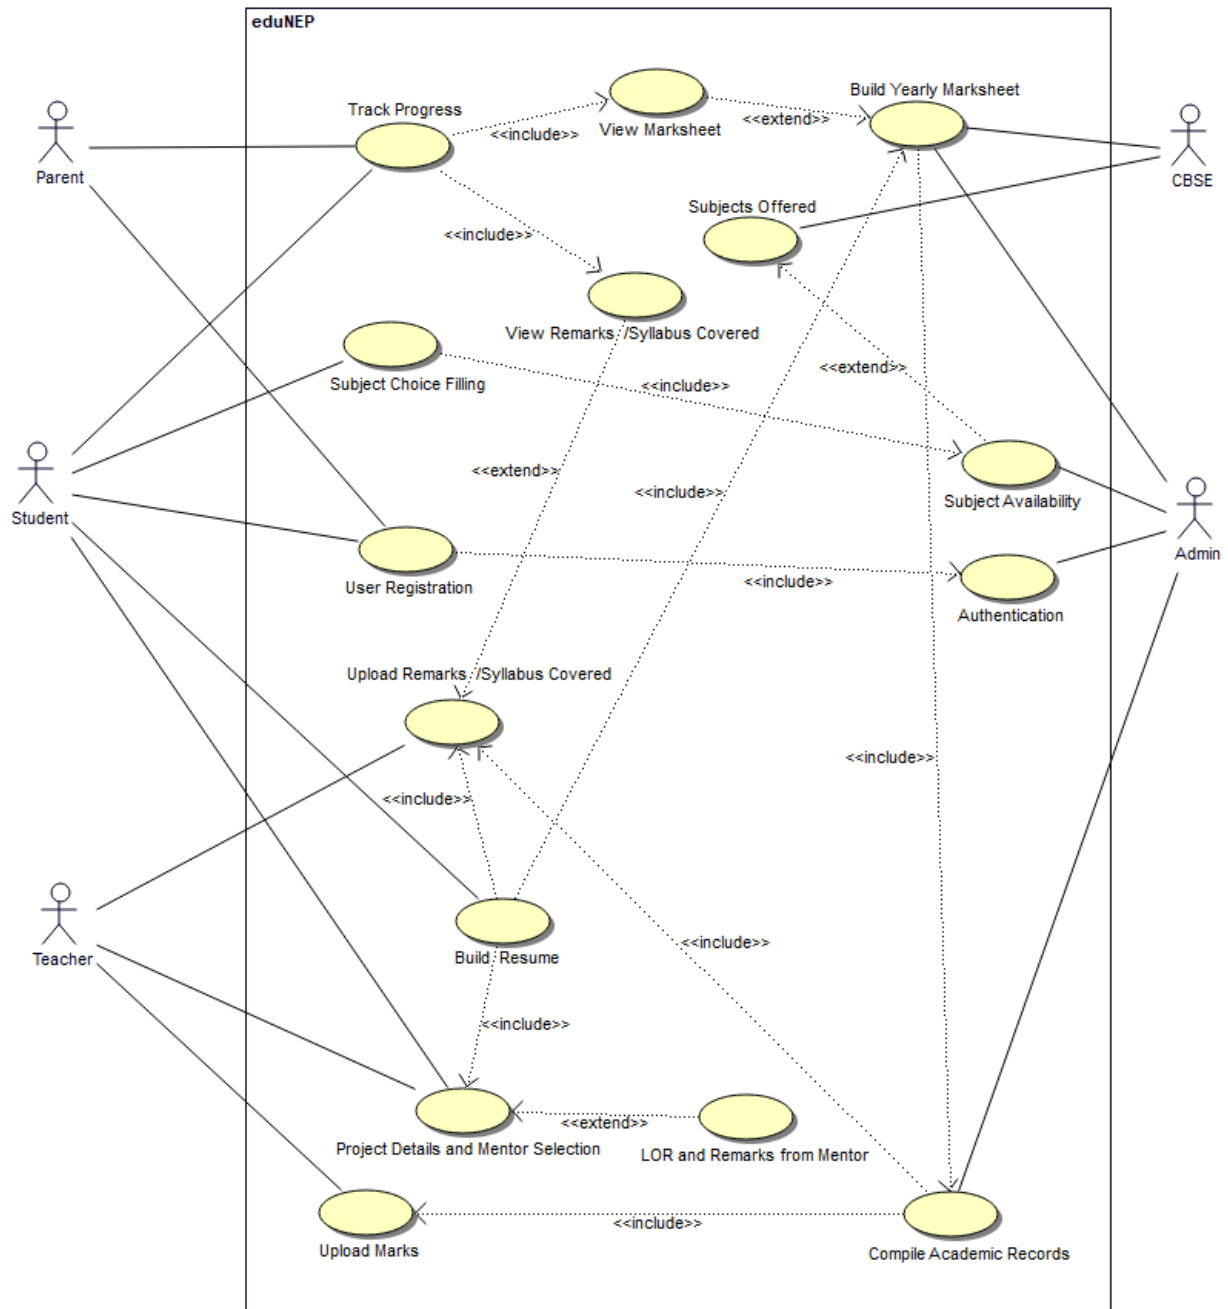 eduNEP
Build Yearly Marksheet
Track Progress
<<extend>>
<<include>>
View Marksheet
Parent
CBSE
Subjects Offered
<<include>>
View Remarks /Syllabus Covered
<<extend>>
Subject Choice Filling
<<include>>
<<extend>>
<<include>>
Subject Availability
Student
Admin
<<include>>
User Registration
Authentication
Upload Remarks /Syllabus Covered
<<include>>
<<include>>
<<include>>
Build Resume
Teacher
<<include>>
<<extend>>
Project Details and Mentor Selection
LOR and Remarks from Mentor
<<include>>
Upload Marks
Compile Academic Records